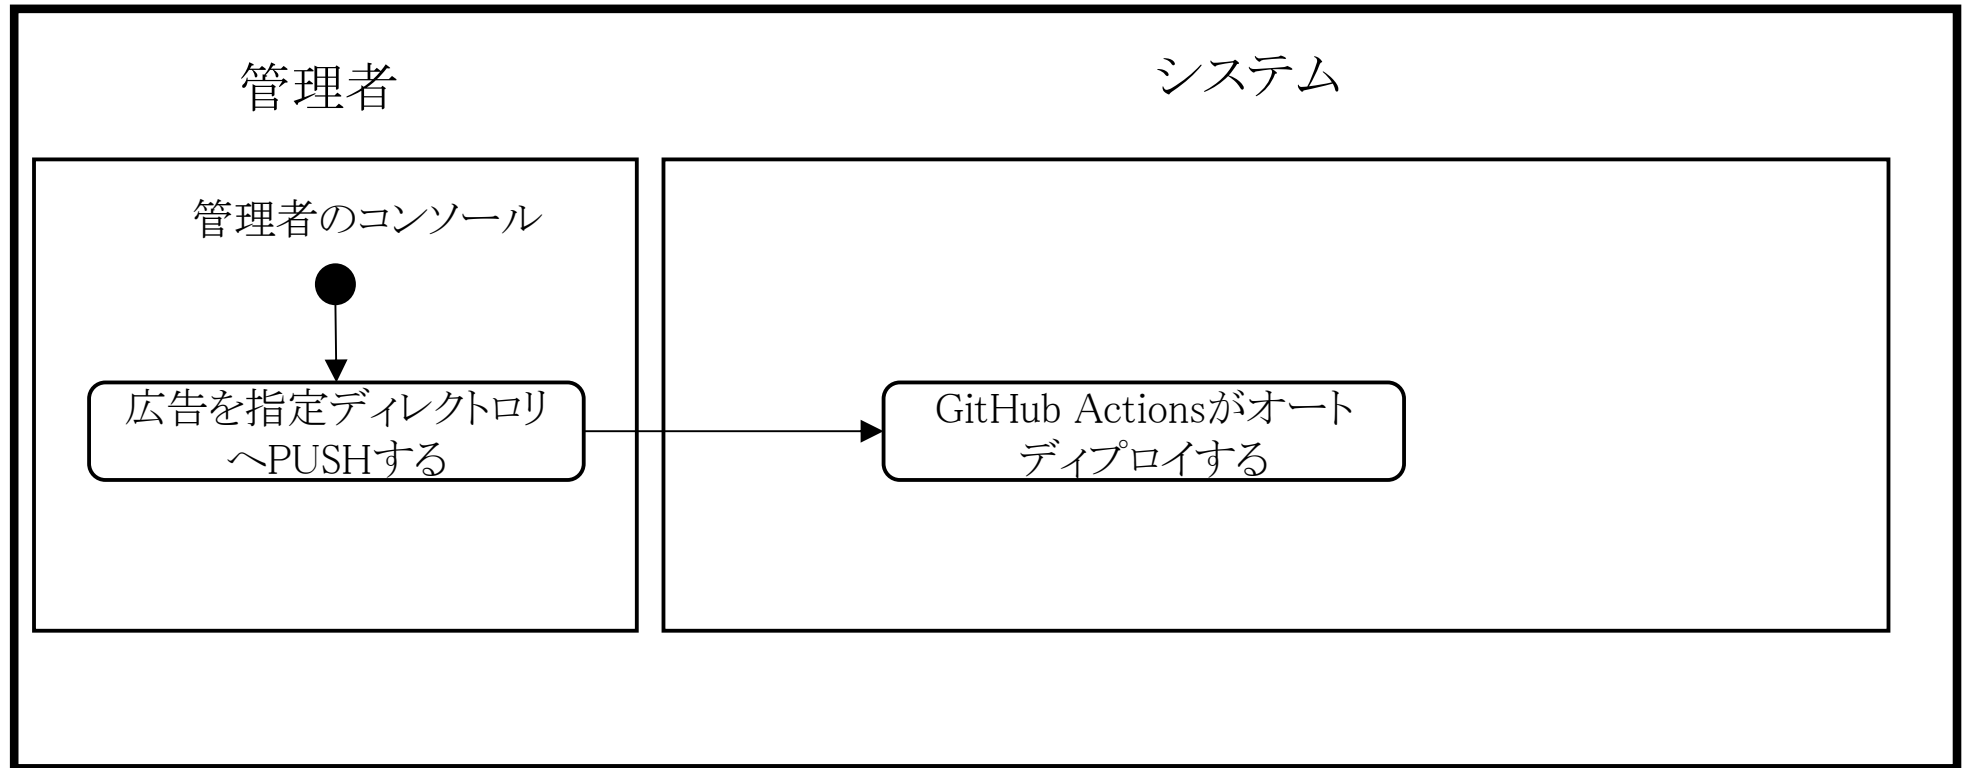 管理者
システム
管理者のコンソール
広告を指定ディレクトロリ
へPUSHする
GitHub Actionsがオート
ディプロイする